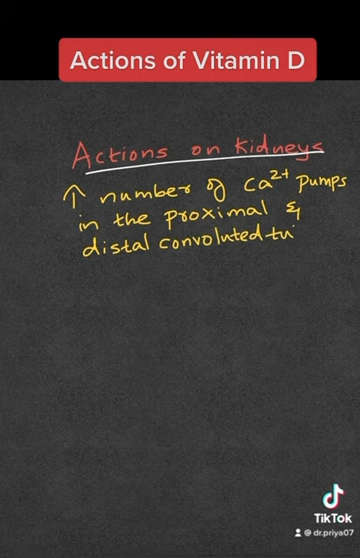 Actions of Vitamin D
Actions on kidneys
↑ number of Ca²⁺ pumps
in the proximal &
distal convoluted tu
TikTok
@dr.priya07